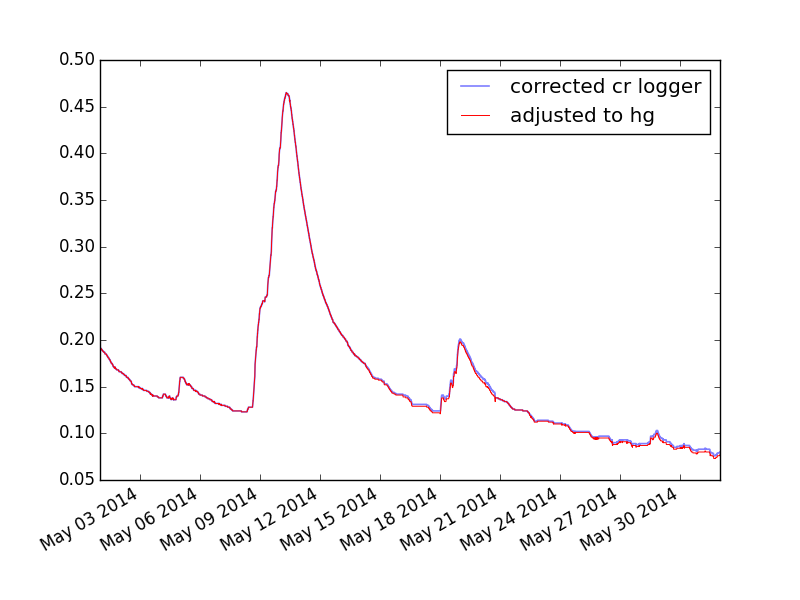 0.50
0.45
0.40
0.35
0.30
0.25
0.20
0.15
0.10
0.05
corrected cr logger
adjusted to hg
May 03 2014
May 06 2014
May 09 2014
May 12 2014
May 15 2014
May 18 2014
May 21 2014
May 24 2014
May 27 2014
May 30 2014